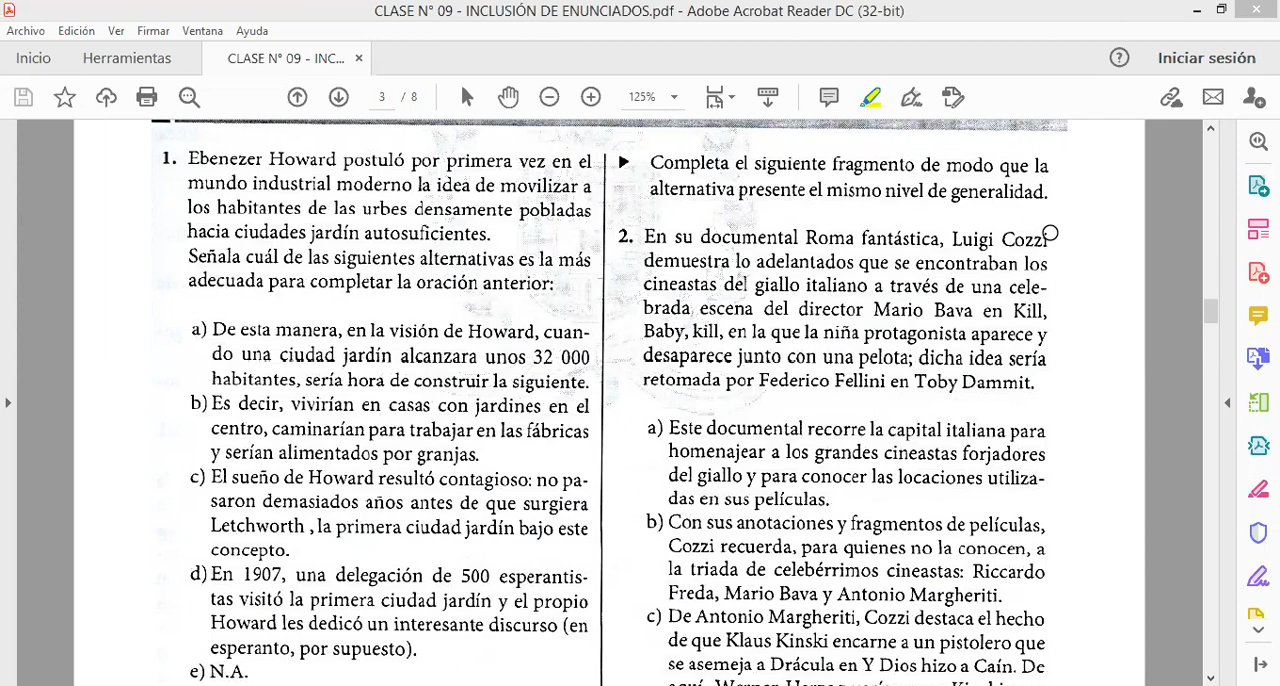 CLASE N° 09 - INCLUSIÓN DE ENUNCIADOS.pdf - Adobe Acrobat Reader DC (32-bit)
Archivo Edición Ver Firmar Ventana Ayuda
Inicio Herramientas CLASE N° 09 - INC... × Iniciar sesión
3 / 8 125%
1. Ebenezer Howard postuló por primera vez en el
mundo industrial moderno la idea de movilizar a
los habitantes de las urbes densamente pobladas
hacia ciudades jardín autosuficientes.
Señala cuál de las siguientes alternativas es la más
adecuada para completar la oración anterior:
a) De esta manera, en la visión de Howard, cuan-
do una ciudad jardín alcanzara unos 32 000
habitantes, sería hora de construir la siguiente.
b) Es decir, vivirían en casas con jardines en el
centro, caminarían para trabajar en las fábricas
y serían alimentados por granjas.
c) El sueño de Howard resultó contagioso: no pa-
saron demasiados años antes de que surgiera
Letchworth , la primera ciudad jardín bajo este
concepto.
d) En 1907, una delegación de 500 esperantis-
tas visitó la primera ciudad jardín y el propio
Howard les dedicó un interesante discurso (en
esperanto, por supuesto).
e) N.A.
Completa el siguiente fragmento de modo que la
alternativa presente el mismo nivel de generalidad.
2. En su documental Roma fantástica, Luigi Cozzi
demuestra lo adelantados que se encontraban los
cineastas del giallo italiano a través de una cele-
brada escena del director Mario Bava en Kill,
Baby, kill, en la que la niña protagonista aparece y
desaparece junto con una pelota; dicha idea sería
retomada por Federico Fellini en Toby Dammit.
a) Este documental recorre la capital italiana para
homenajear a los grandes cineastas forjadores
del giallo y para conocer las locaciones utiliza-
das en sus películas.
b) Con sus anotaciones y fragmentos de películas,
Cozzi recuerda, para quienes no la conocen, a
la triada de celebérrimos cineastas: Riccardo
Freda, Mario Bava y Antonio Margheriti.
c) De Antonio Margheriti, Cozzi destaca el hecho
de que Klaus Kinski encarne a un pistolero que
se asemeja a Drácula en Y Dios hizo a Caín. De